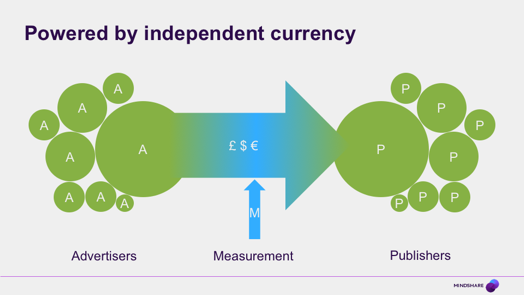 Powered by independent currency
A
A
A
A
A
A
A
A
£ $ €
M
P
P
P
P
P
P
P
P
Advertisers
Measurement
Publishers
MINDSHARE